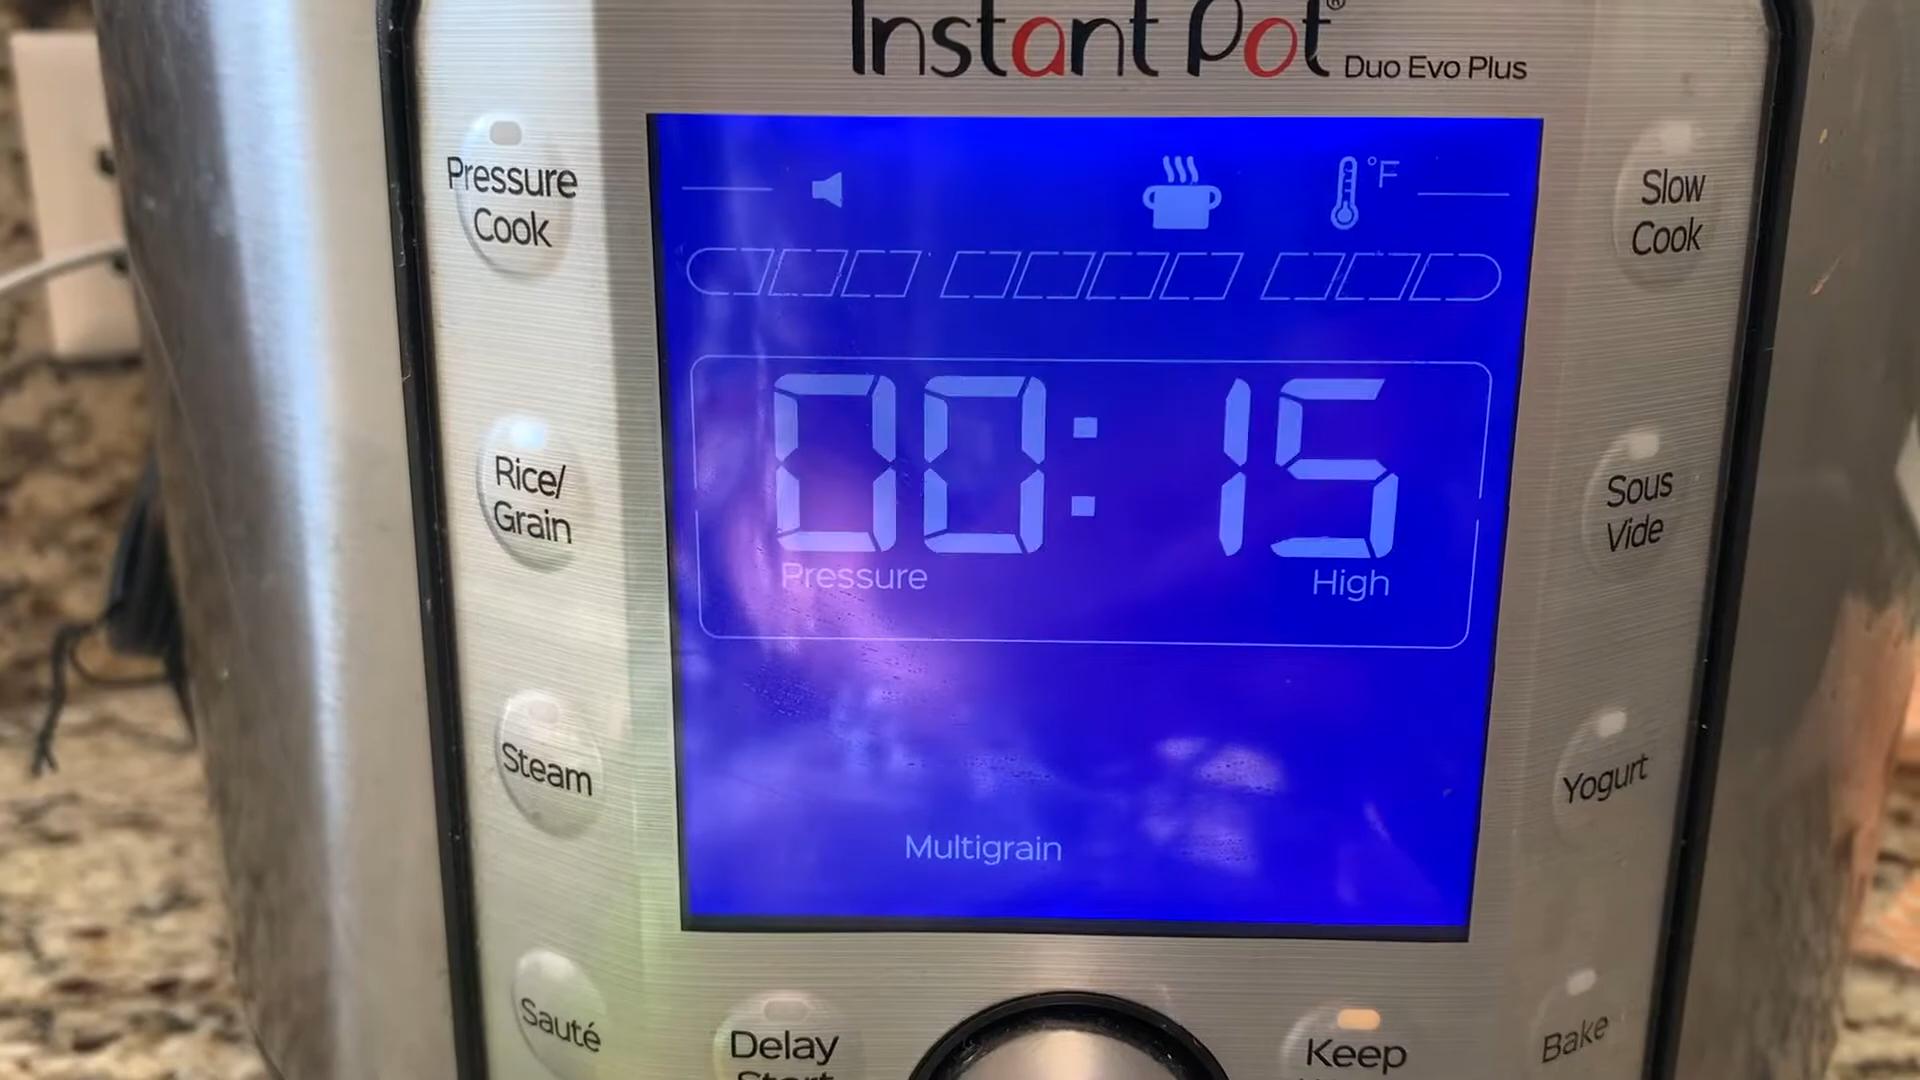 Instant Pot®
Duo Evo Plus
Pressure
Cook
Rice/
Grain
Steam
Sauté
°F
00:15
Pressure
High
Multigrain
Slow
Cook
Sous
Vide
Yogurt
Bake
Delay
Start
Keep